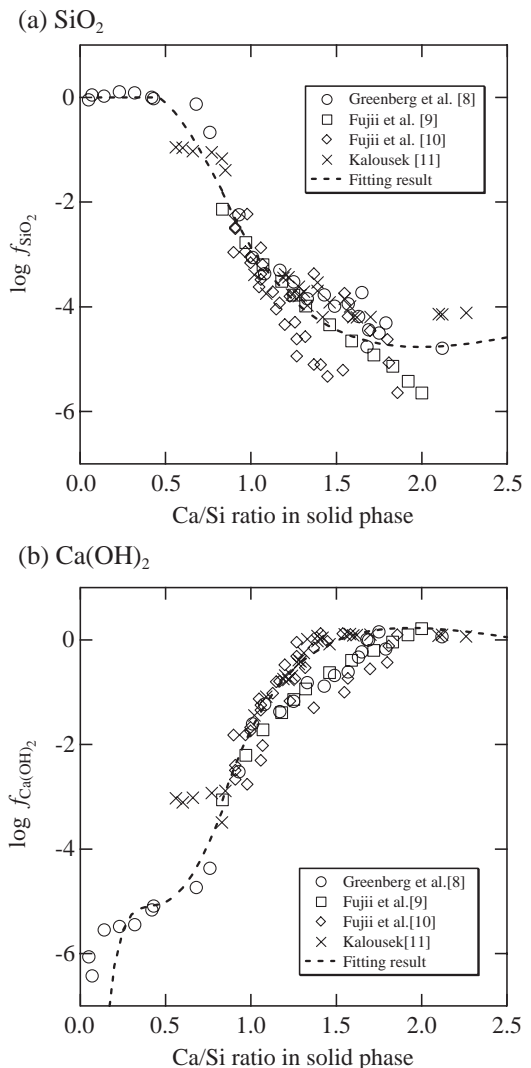 (a) SiO₂
0
-2
-4
-6
log f_SiO₂
Greenberg et al. [8]
Fujii et al. [9]
Fujii et al. [10]
Kalousek [11]
Fitting result
0.0 0.5 1.0 1.5 2.0 2.5
Ca/Si ratio in solid phase
(b) Ca(OH)₂
0
-2
-4
-6
log f_Ca(OH)₂
Greenberg et al.[8]
Fujii et al.[9]
Fujii et al.[10]
Kalousek[11]
Fitting result
0.0 0.5 1.0 1.5 2.0 2.5
Ca/Si ratio in solid phase